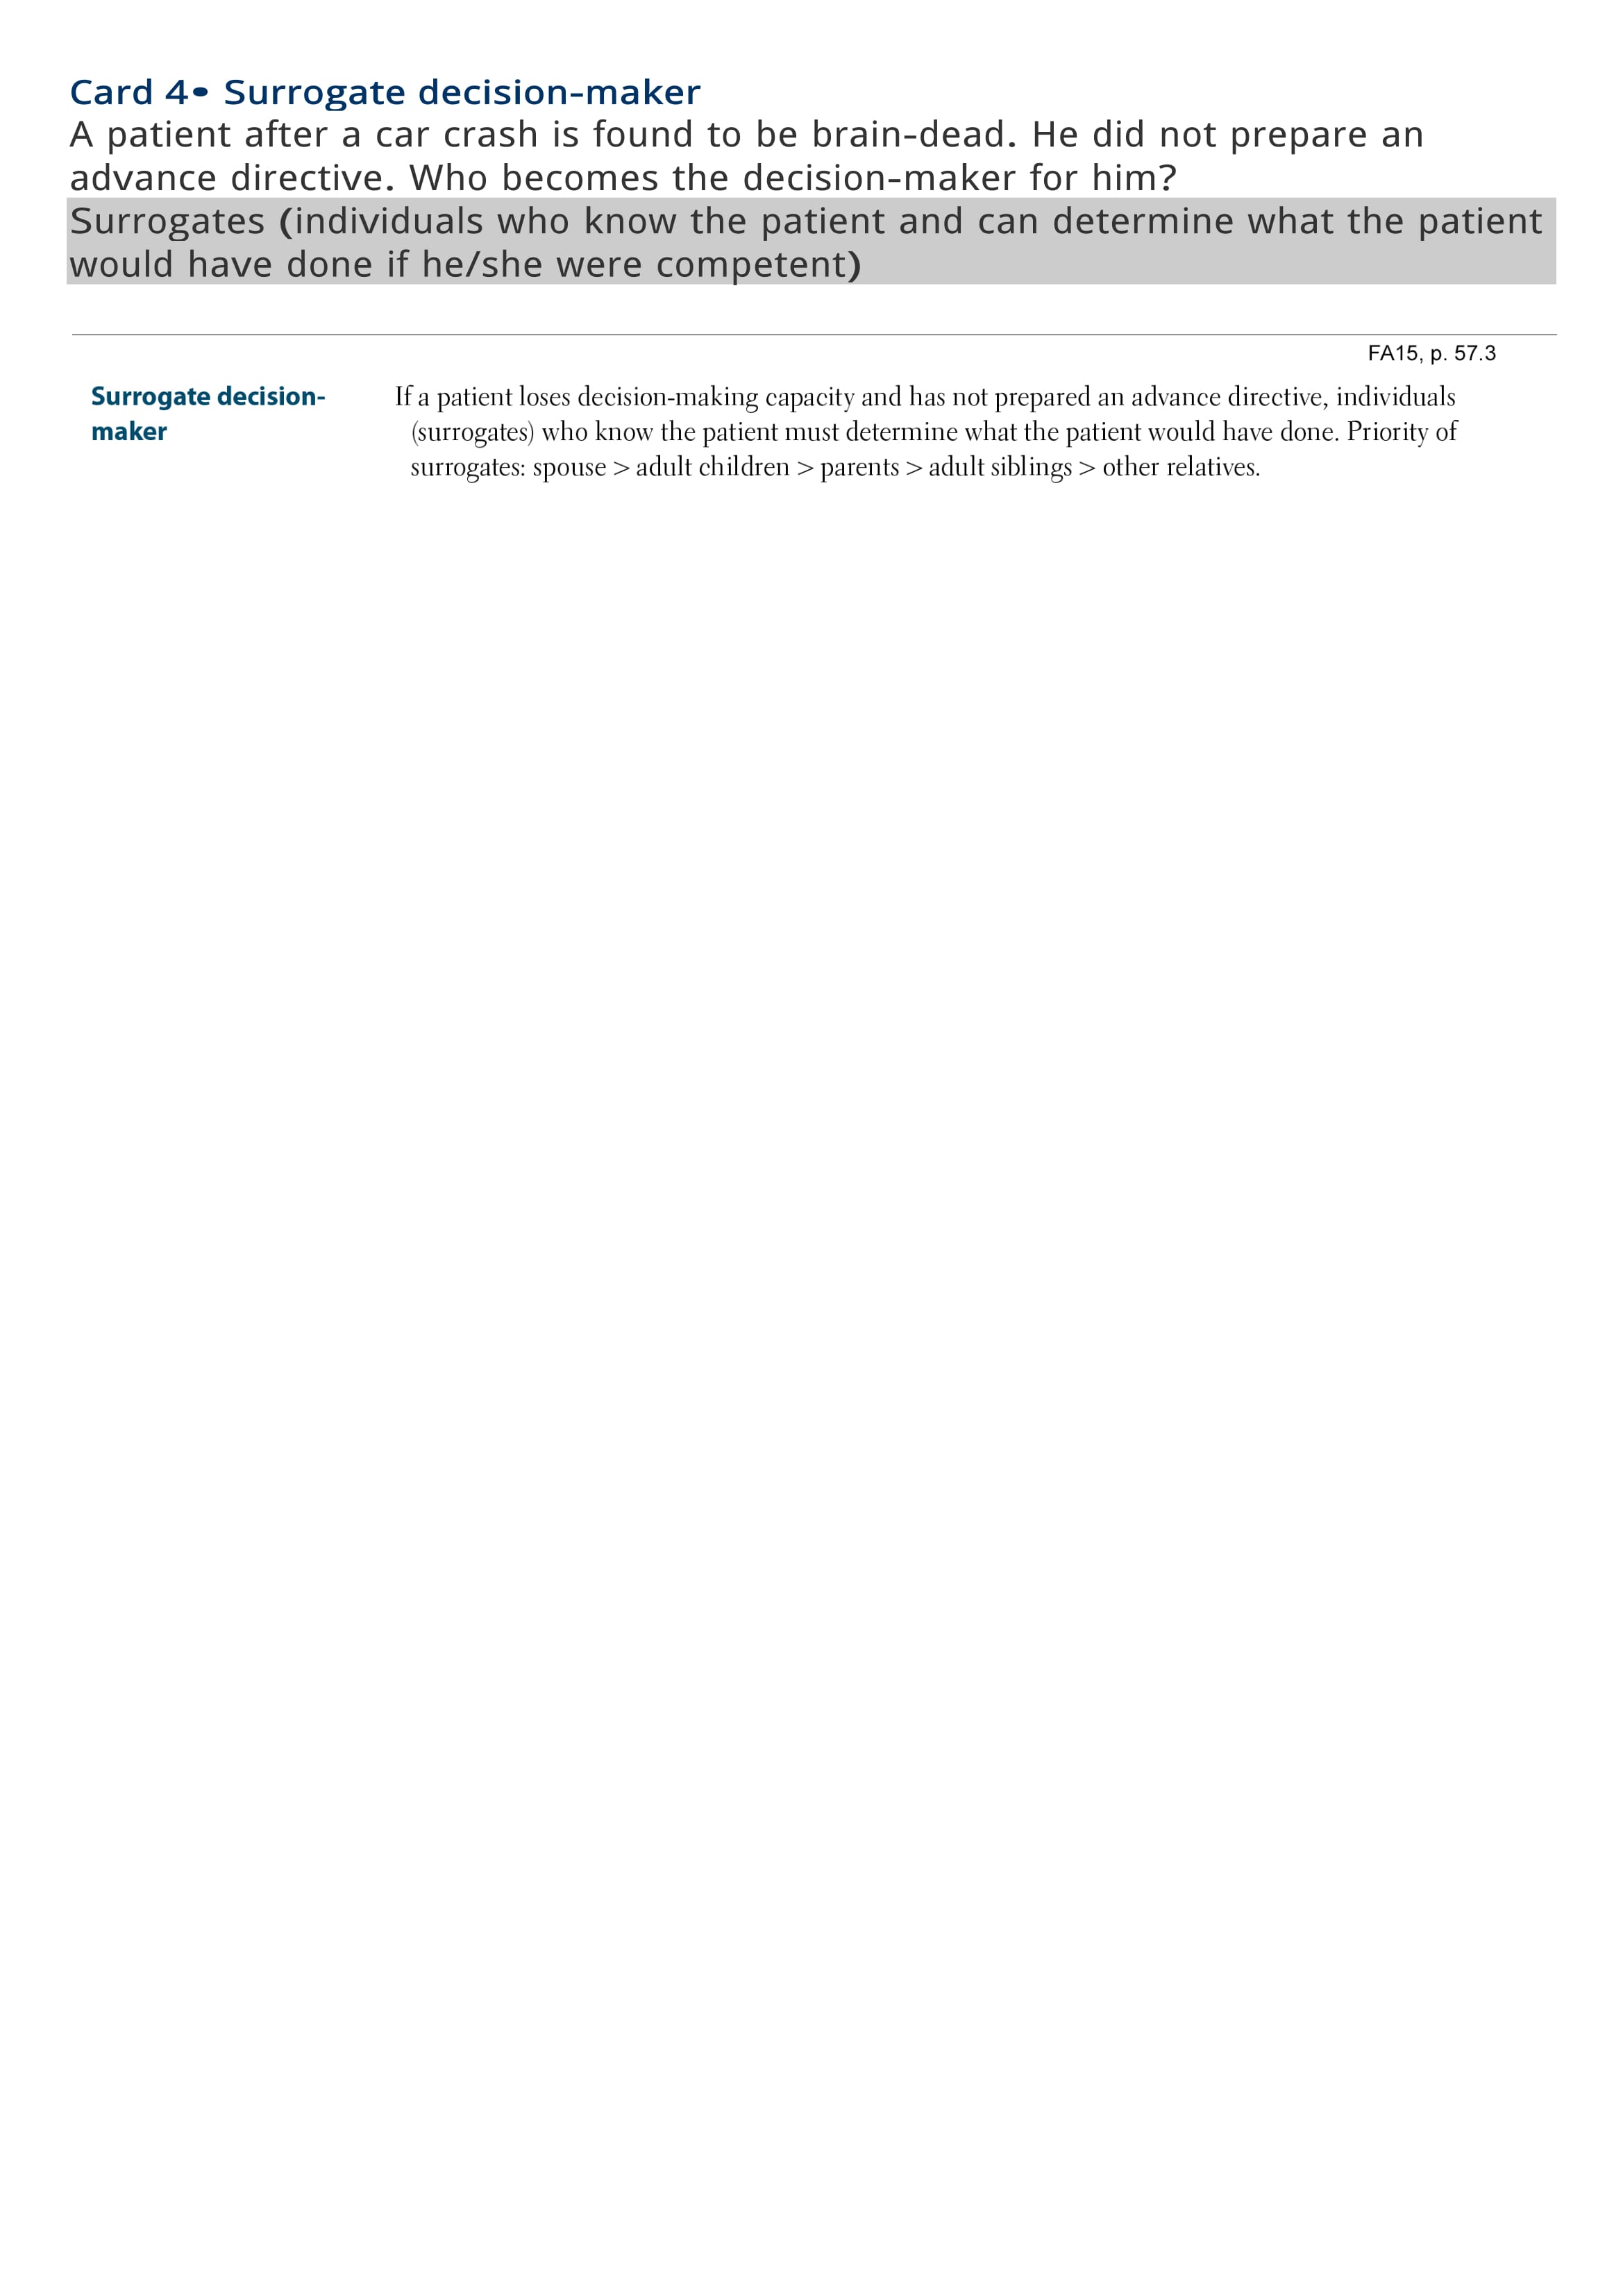 Card 4• Surrogate decision-maker
A patient after a car crash is found to be brain-dead. He did not prepare an
advance directive. Who becomes the decision-maker for him?
Surrogates (individuals who know the patient and can determine what the patient
would have done if he/she were competent)
FA15, p. 57.3
Surrogate decision-
maker
If a patient loses decision-making capacity and has not prepared an advance directive, individuals
(surrogates) who know the patient must determine what the patient would have done. Priority of
surrogates: spouse > adult children > parents > adult siblings > other relatives.